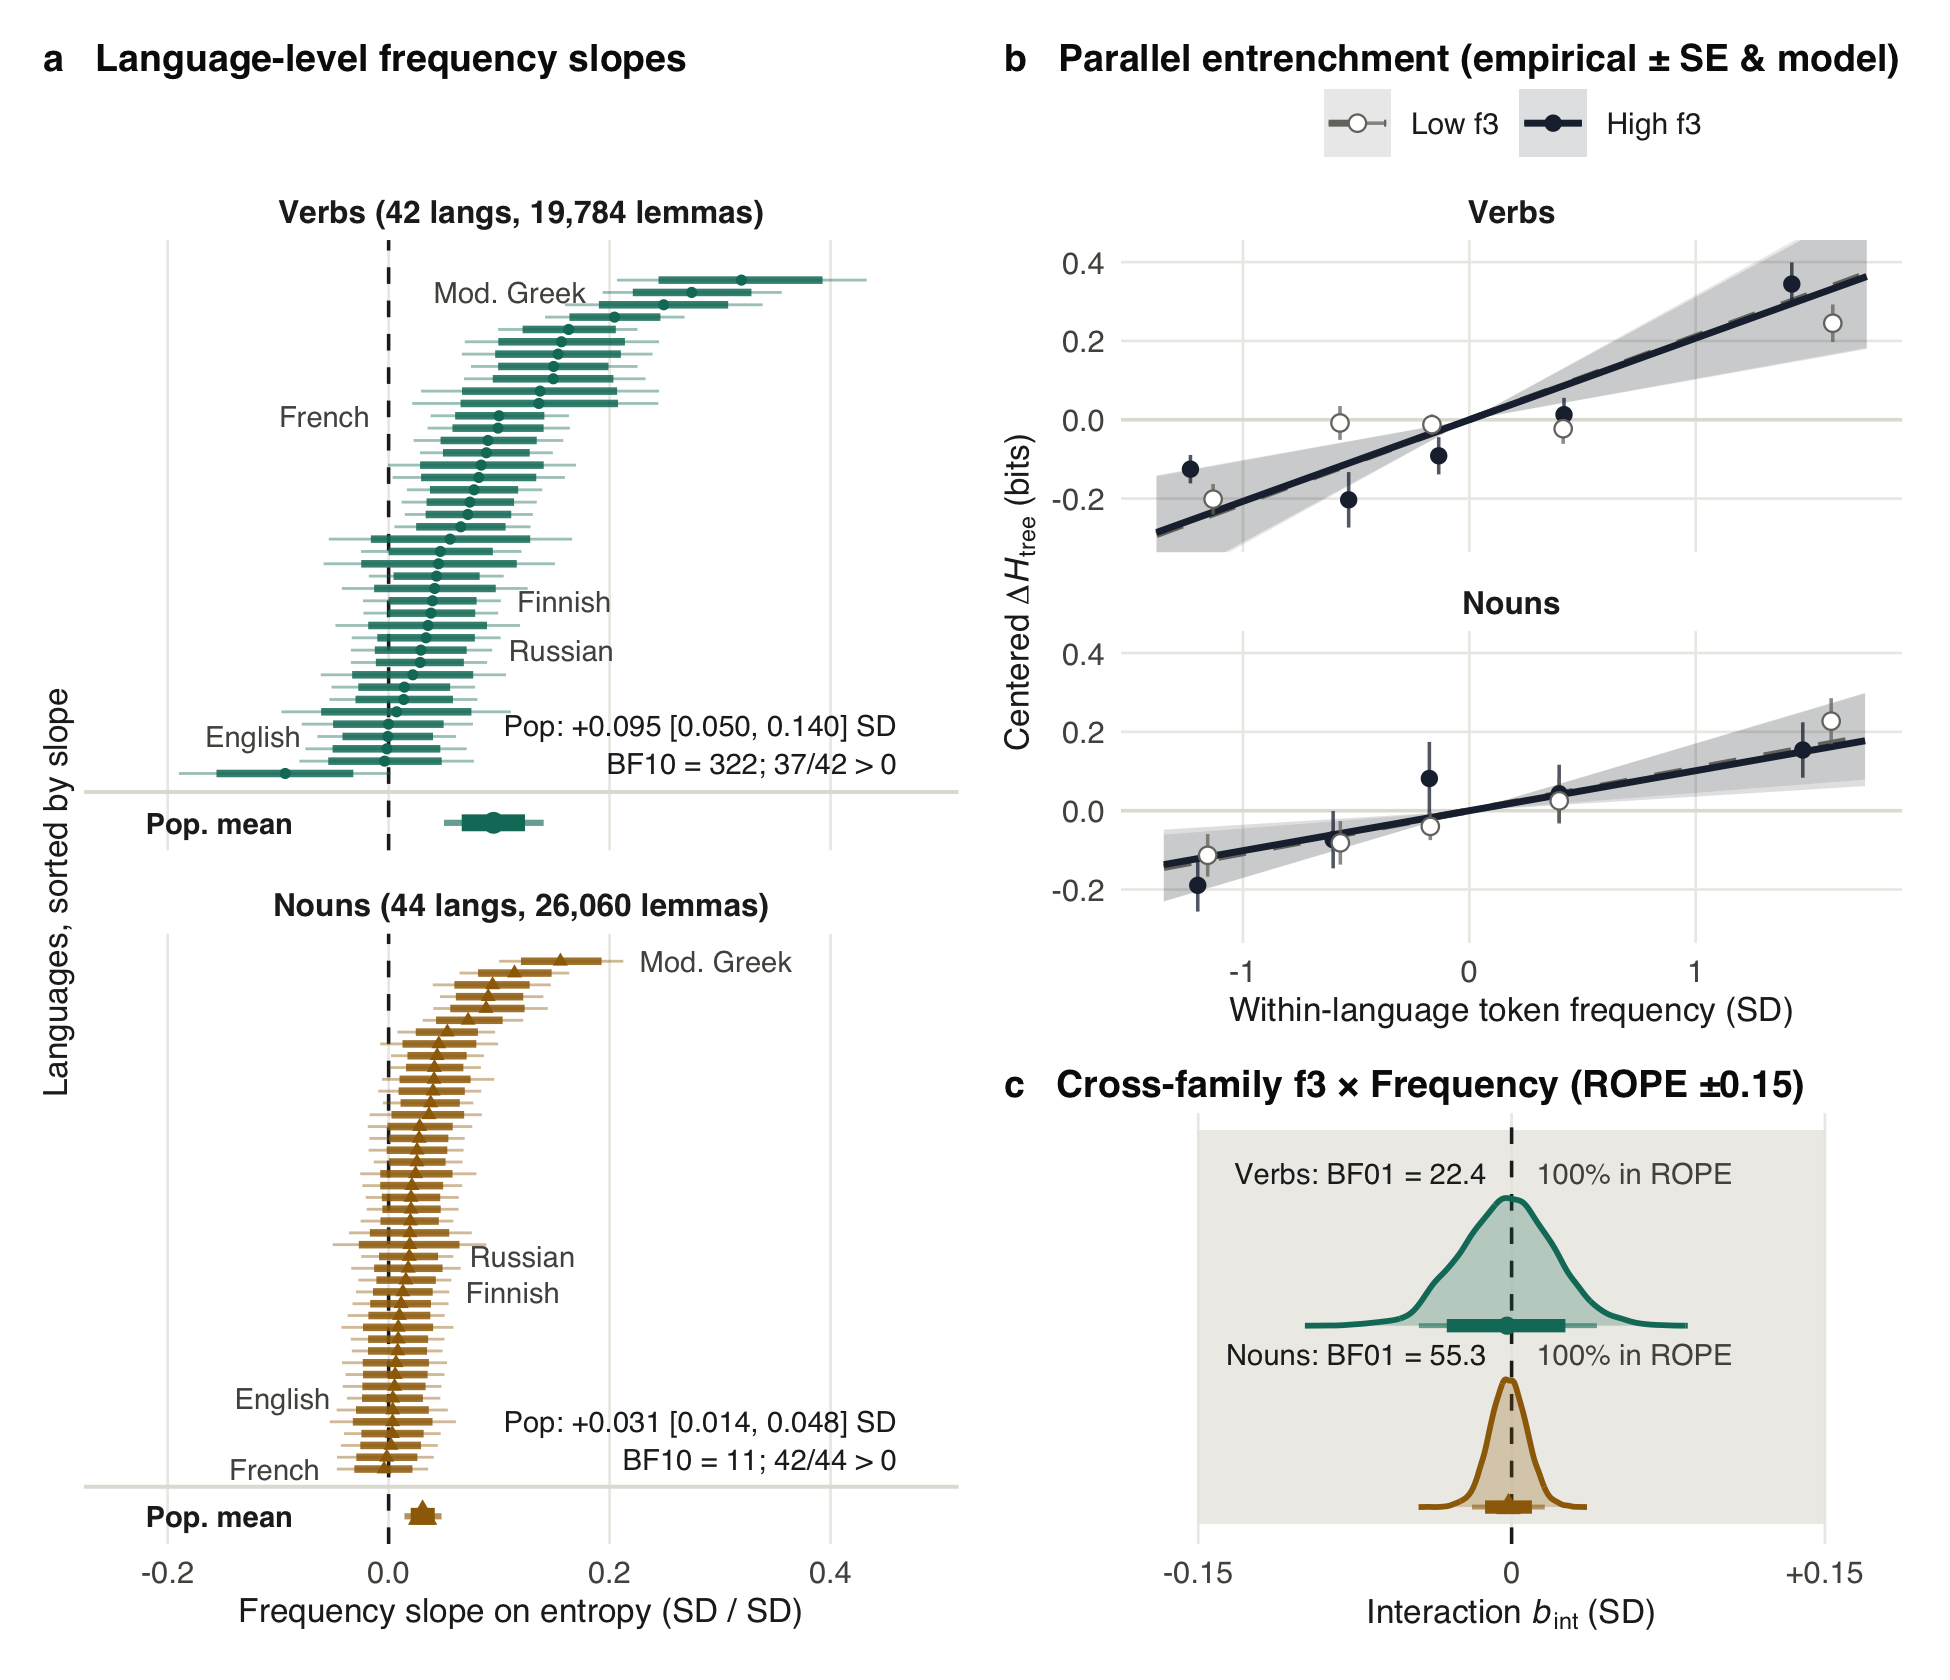 a Language-level frequency slopes
Verbs (42 langs, 19,784 lemmas)
Mod. Greek
French
Finnish
Russian
English
Pop: +0.095 [0.050, 0.140] SD
BF10 = 322; 37/42 > 0
Pop. mean
Nouns (44 langs, 26,060 lemmas)
Mod. Greek
Russian
Finnish
English
French
Pop: +0.031 [0.014, 0.048] SD
BF10 = 11; 42/44 > 0
Pop. mean
-0.2 0.0 0.2 0.4
Frequency slope on entropy (SD / SD)
Languages, sorted by slope
b Parallel entrenchment (empirical ± SE & model)
Low f3 High f3
Verbs
0.4
0.2
0.0
-0.2
Nouns
0.4
0.2
0.0
-0.2
-1 0 1
Within-language token frequency (SD)
Centered ΔHtree (bits)
c Cross-family f3 × Frequency (ROPE ±0.15)
Verbs: BF01 = 22.4 100% in ROPE
Nouns: BF01 = 55.3 100% in ROPE
-0.15 0 +0.15
Interaction bint (SD)